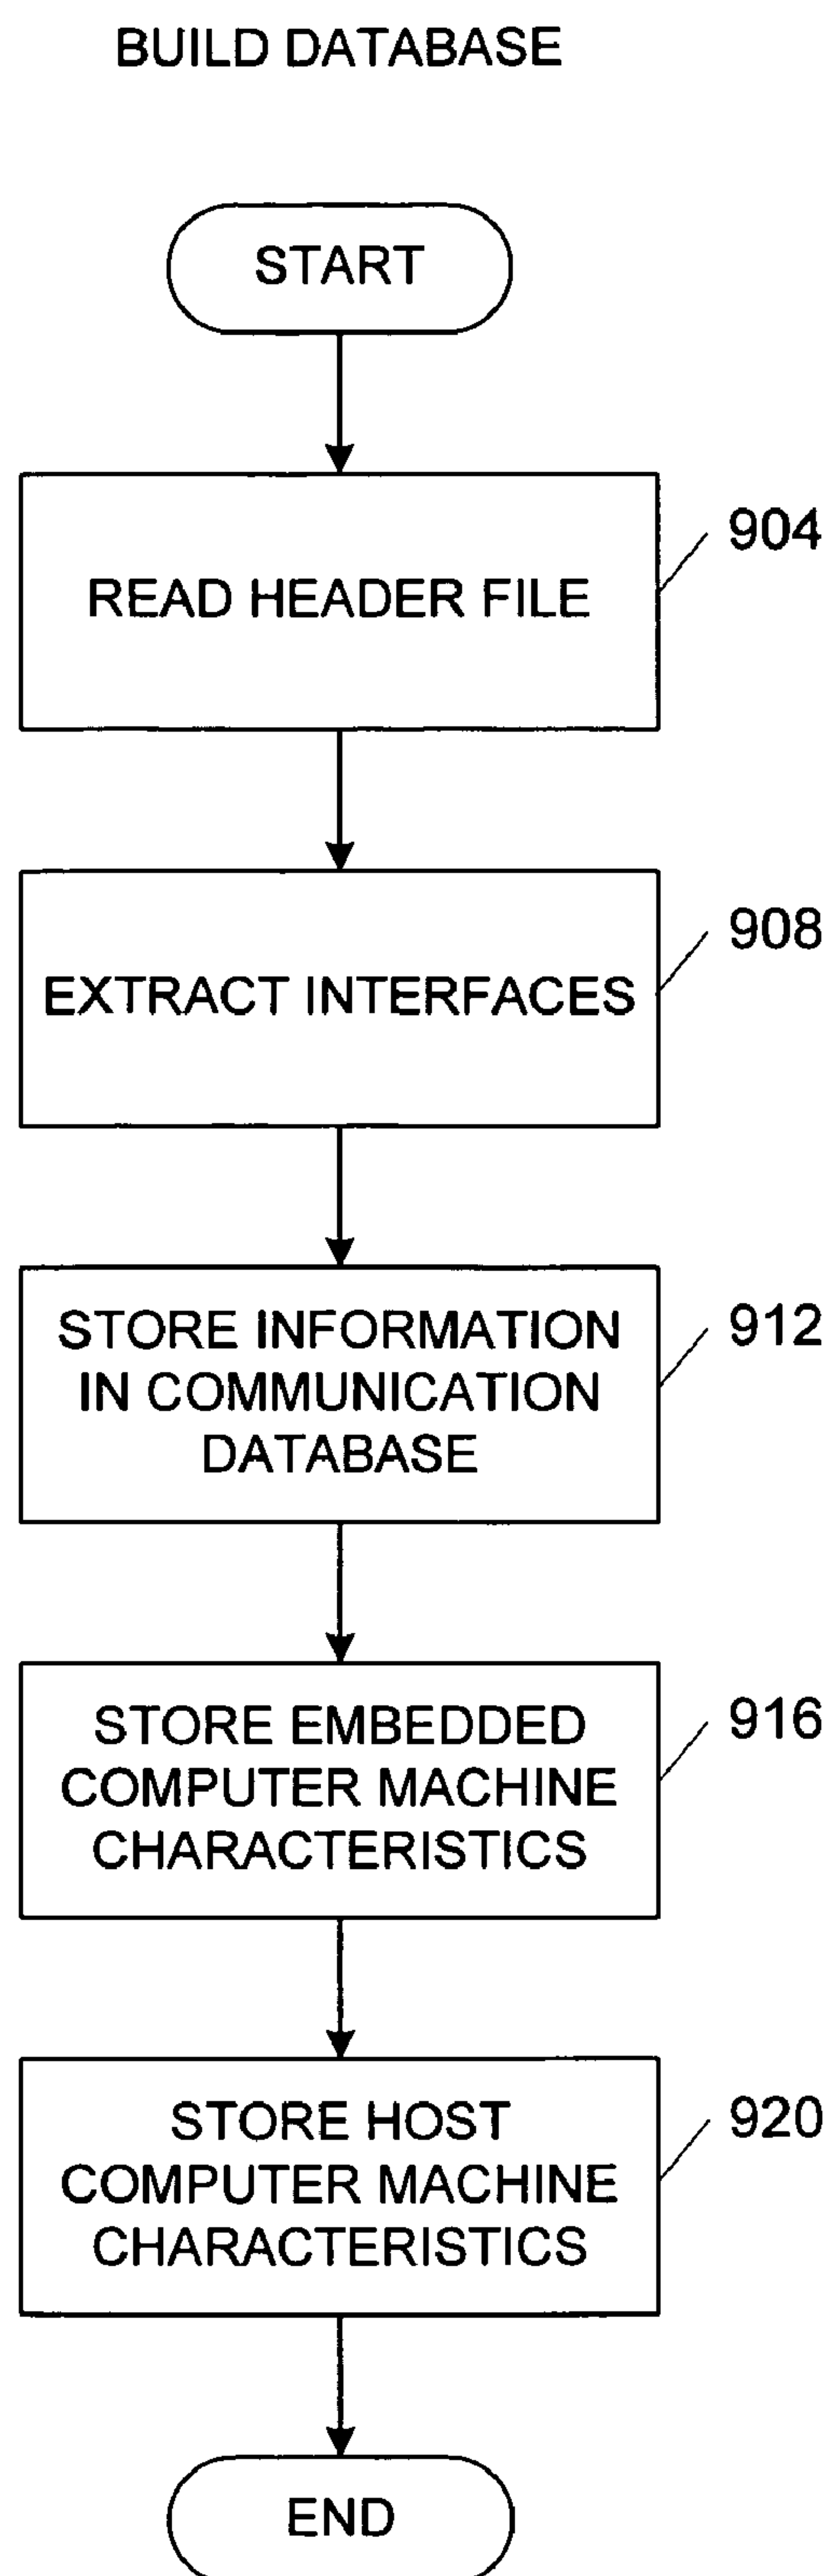 BUILD DATABASE
START
READ HEADER FILE
904
EXTRACT INTERFACES
908
STORE INFORMATION
IN COMMUNICATION
DATABASE
912
STORE EMBEDDED
COMPUTER MACHINE
CHARACTERISTICS
916
STORE HOST
COMPUTER MACHINE
CHARACTERISTICS
920
END